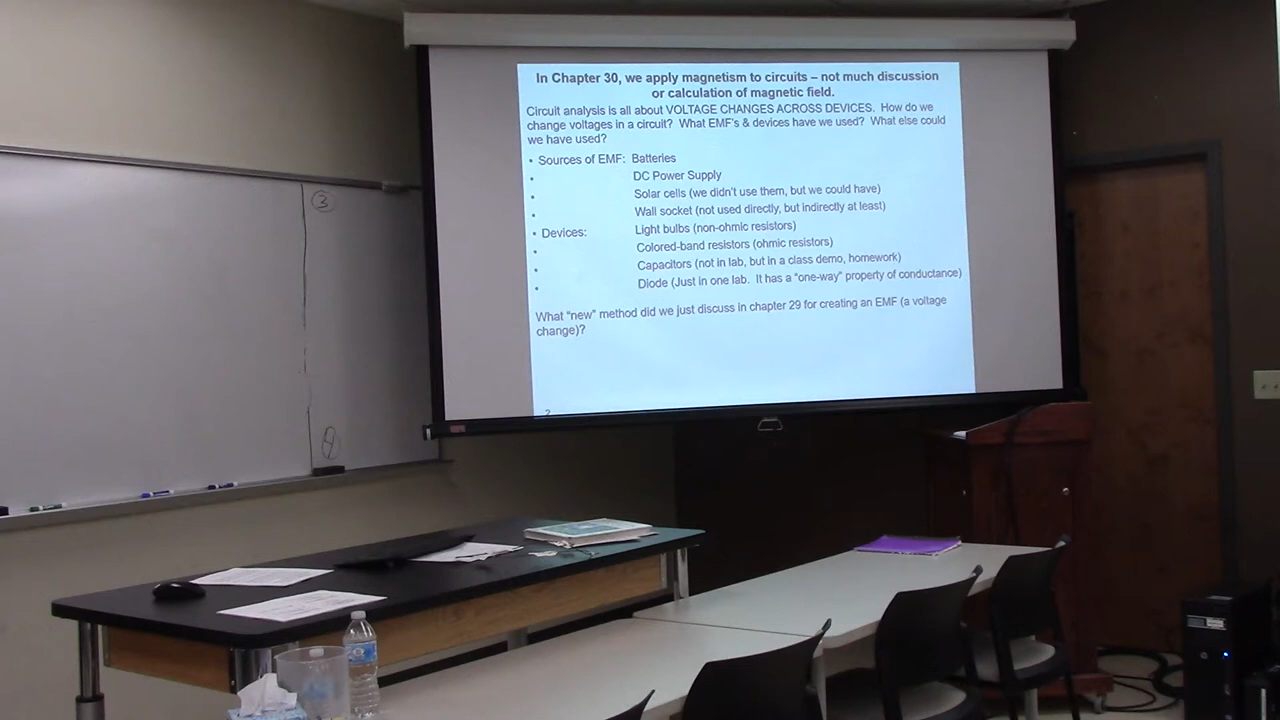 In Chapter 30, we apply magnetism to circuits – not much discussion
or calculation of magnetic field.
Circuit analysis is all about VOLTAGE CHANGES ACROSS DEVICES. How do we
change voltages in a circuit? What EMF's & devices have we used? What else could
we have used?
• Sources of EMF: Batteries
• DC Power Supply
• Solar cells (we didn't use them, but we could have)
• Wall socket (not used directly, but indirectly at least)
• Devices: Light bulbs (non-ohmic resistors)
• Colored-band resistors (ohmic resistors)
• Capacitors (not in lab, but in a class demo, homework)
• Diode (Just in one lab. It has a "one-way" property of conductance)
What "new" method did we just discuss in chapter 29 for creating an EMF (a voltage
change)?
2
3
4